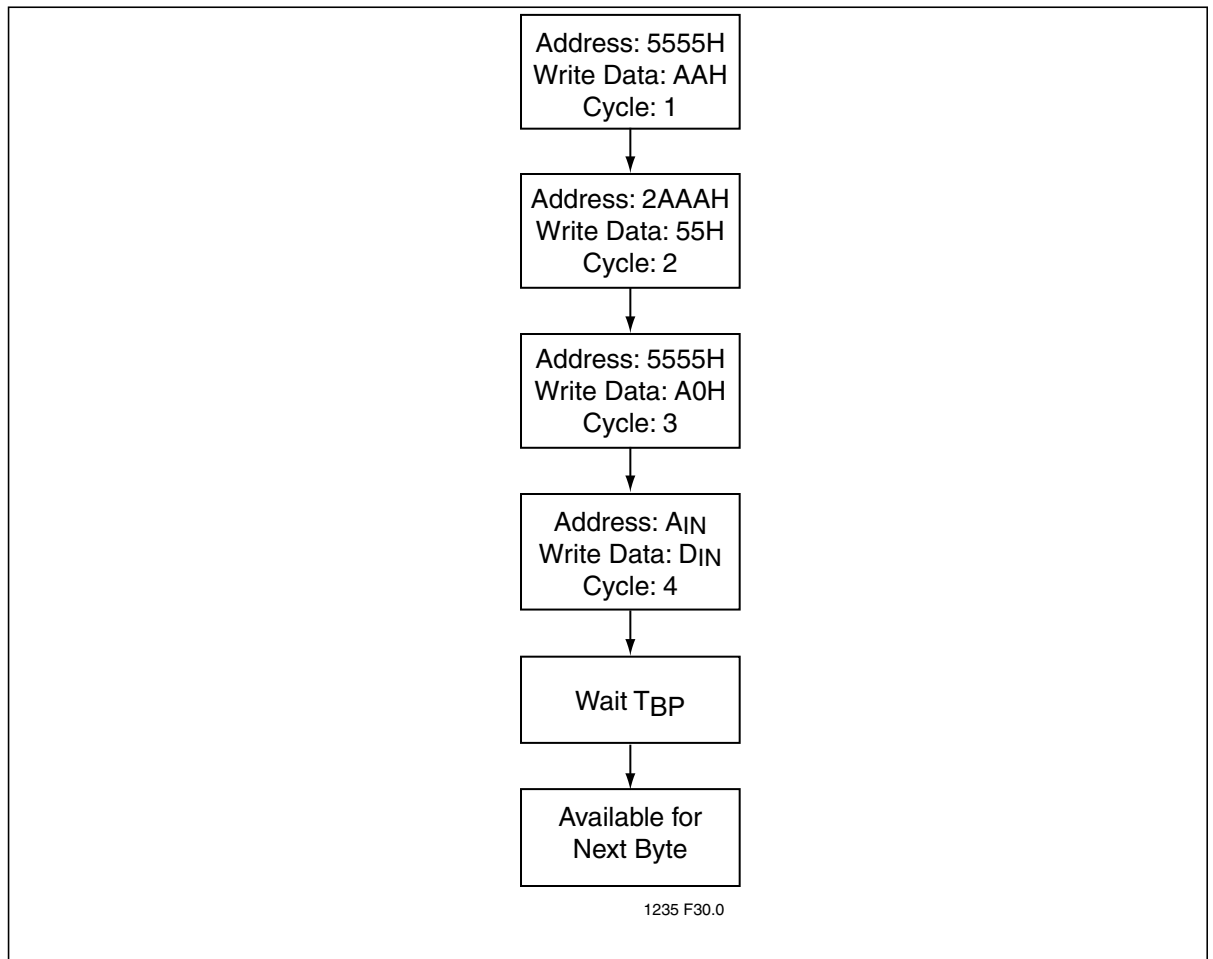 Address: 5555H
Write Data: AAH
Cycle: 1
Address: 2AAAH
Write Data: 55H
Cycle: 2
Address: 5555H
Write Data: A0H
Cycle: 3
Address: AIN
Write Data: DIN
Cycle: 4
Wait TBP
Available for
Next Byte
1235 F30.0